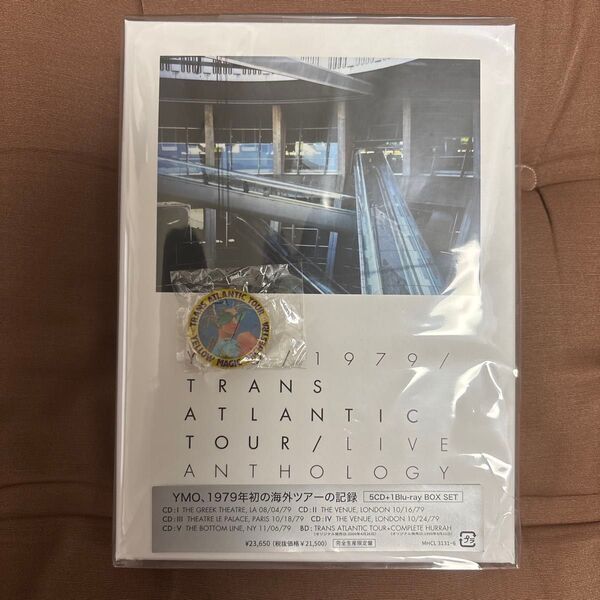 TRANS ATLANTIC TOUR
YELLOW MAGIC
/ 1979 /
TRANS
ATLANTIC
TOUR / LIVE
ANTHOLOGY
YMO、1979年初の海外ツアーの記録 5CD+1Blu-ray BOX SET
CD:I THE GREEK THEATRE, LA 08/04/79 CD:II THE VENUE, LONDON 10/16/79
CD:III THEATRE LE PALACE, PARIS 10/18/79 CD:IV THE VENUE, LONDON 10/24/79
CD:V THE BOTTOM LINE, NY 11/06/79 BD: TRANS ATLANTIC TOUR+COMPLETE HURRAH
¥23,650 (税抜価格 ¥21,500) 完全生産限定盤 MHCL 3131~6
プラ